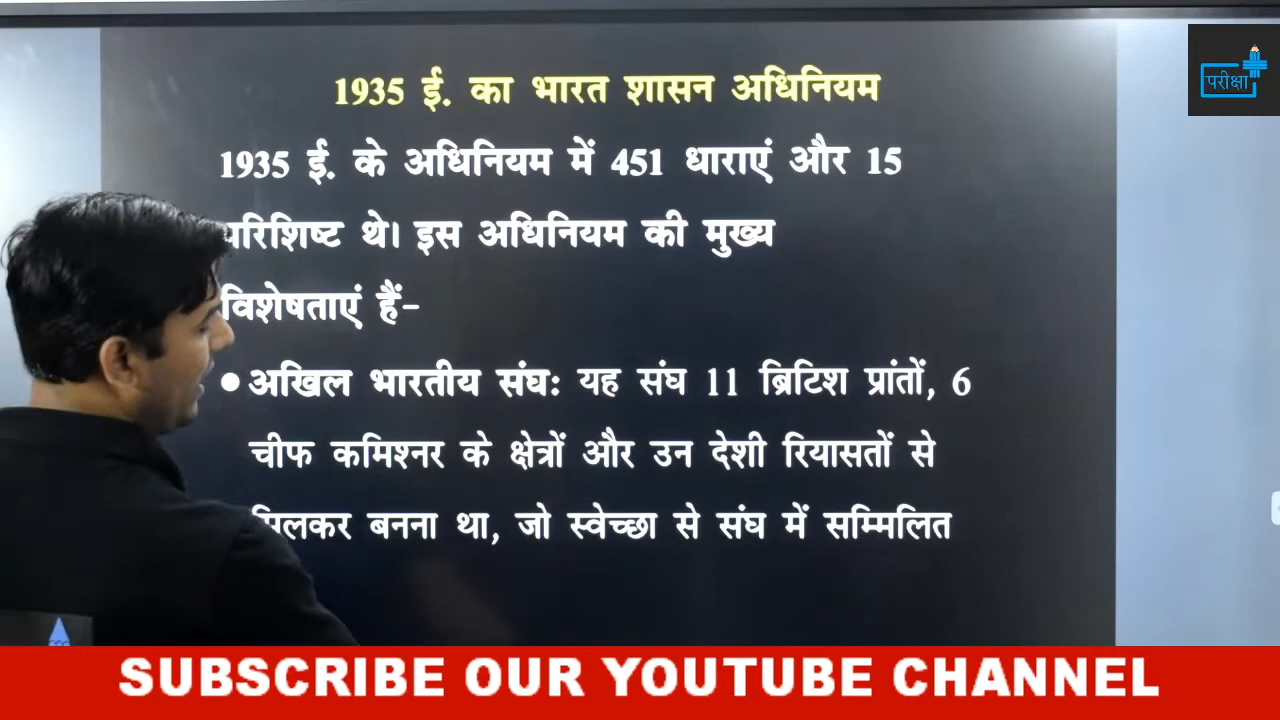 1935 ई. का भारत शासन अधिनियम
परीक्षा
1935 ई. के अधिनियम में 451 धाराएं और 15
परिशिष्ट थे। इस अधिनियम की मुख्य
विशेषताएं हैं-
● अखिल भारतीय संघ: यह संघ 11 ब्रिटिश प्रांतों, 6
चीफ कमिश्नर के क्षेत्रों और उन देशी रियासतों से
मिलकर बनना था, जो स्वेच्छा से संघ में सम्मिलित
SUBSCRIBE OUR YOUTUBE CHANNEL